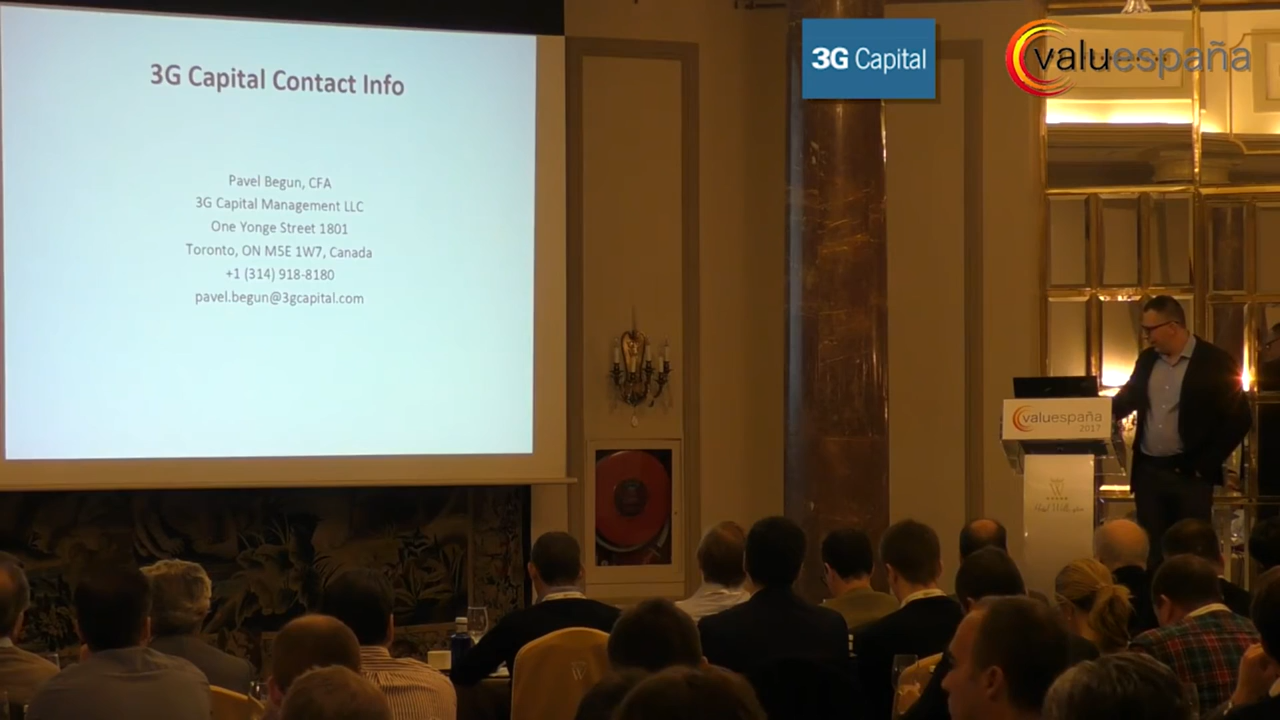 3G Capital Contact Info
Pavel Begun, CFA
3G Capital Management LLC
One Yonge Street 1801
Toronto, ON M5E 1W7, Canada
+1 (314) 918-8180
pavel.begun@3gcapital.com
3G Capital
valuespaña
valuespaña
2017
W
W